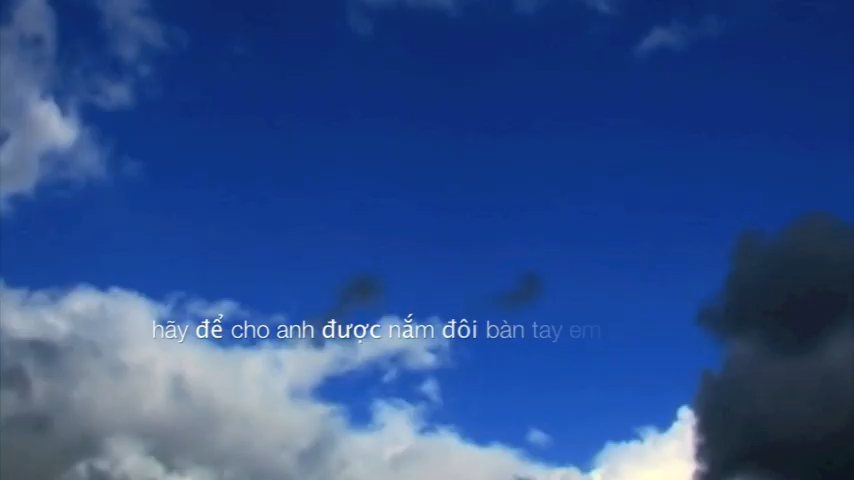 hãy để cho anh được nắm đôi bàn tay em